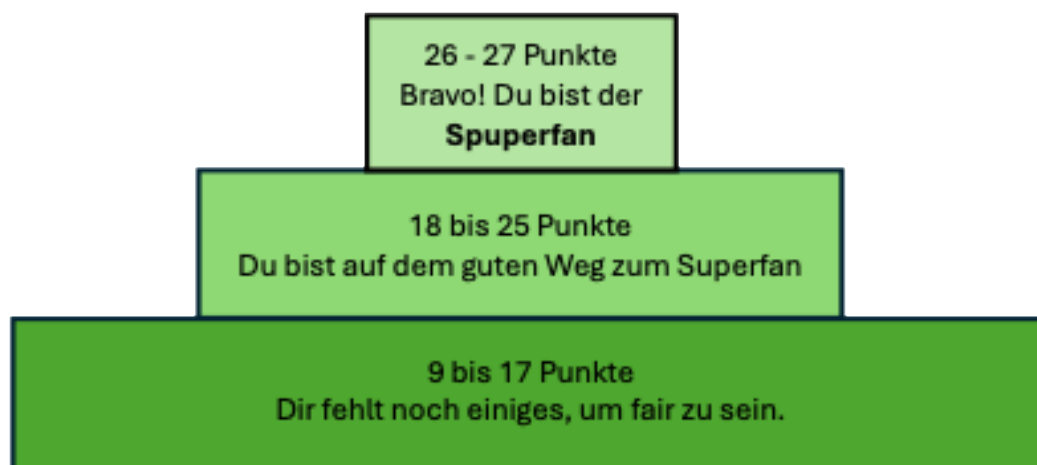 26 - 27 Punkte
Bravo! Du bist der
Spuperfan
18 bis 25 Punkte
Du bist auf dem guten Weg zum Superfan
9 bis 17 Punkte
Dir fehlt noch einiges, um fair zu sein.